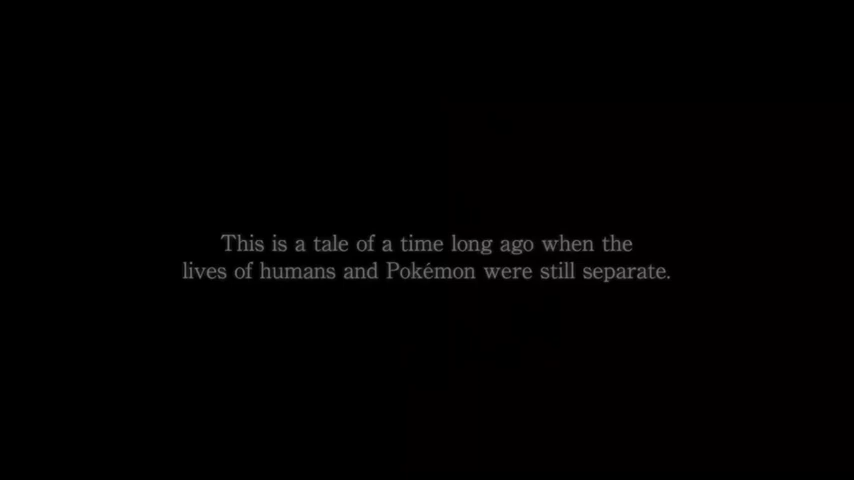 This is a tale of a time long ago when the
lives of humans and Pokémon were still separate.